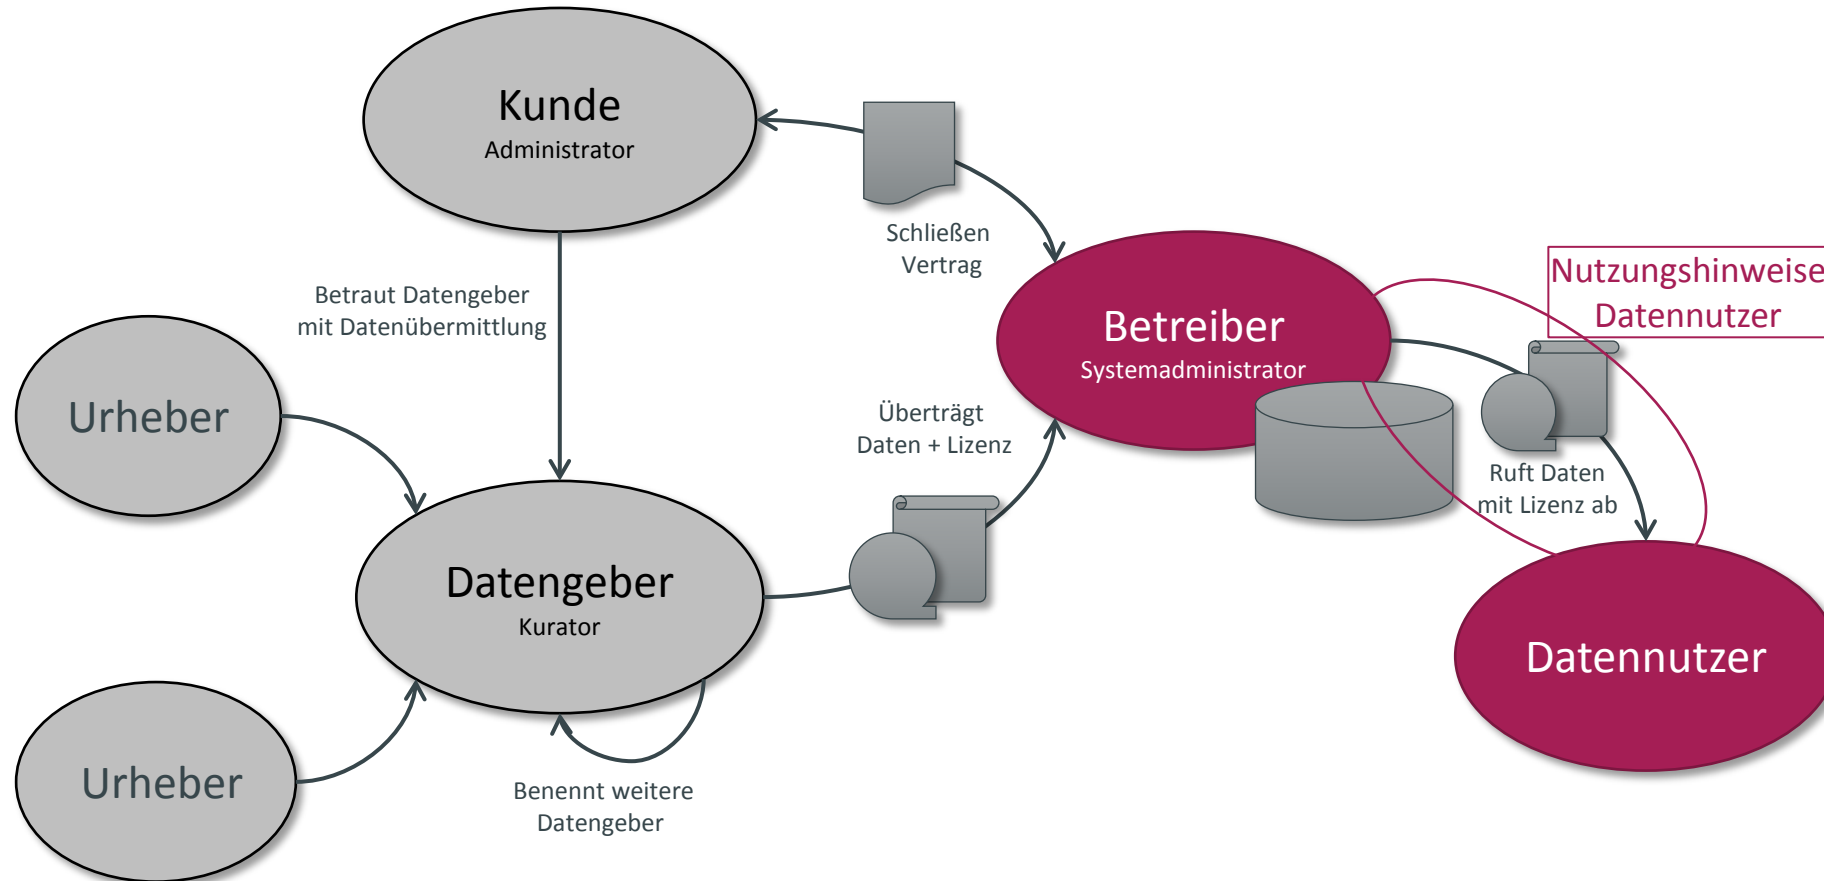 Kunde
Administrator
Schließen
Vertrag
Betraut Datengeber
mit Datenübermittlung
Nutzungshinweise
Datennutzer
Betreiber
Systemadministrator
Urheber
Überträgt
Daten + Lizenz
Ruft Daten
mit Lizenz ab
Datengeber
Kurator
Datennutzer
Urheber
Benennt weitere
Datengeber